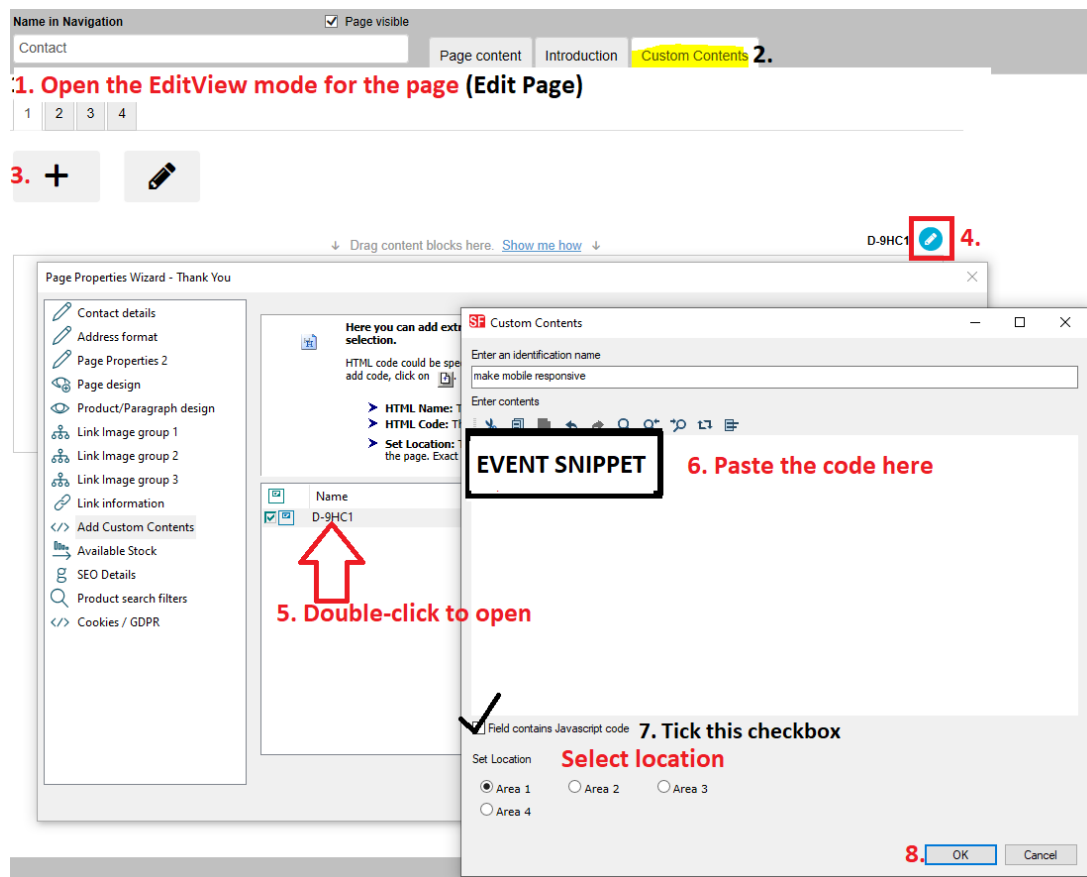 Name in Navigation
Page visible
Contact
Page content
Introduction
Custom Contents
2.
1. Open the EditView mode for the page (Edit Page)
1 2 3 4
3. +
↓ Drag content blocks here. Show me how ↓
D-9HC1
4.
Page Properties Wizard - Thank You
Contact details
Address format
Page Properties 2
Page design
Product/Paragraph design
Link Image group 1
Link Image group 2
Link Image group 3
Link information
</> Add Custom Contents
Available Stock
SEO Details
Product search filters
</> Cookies / GDPR
Here you can add extr
selection.
HTML code could be spe
add code, click on
HTML Name: T
HTML Code: Th
Set Location: T
the page. Exact
Name
D-9HC1
5. Double-click to open
SF Custom Contents
Enter an identification name
make mobile responsive
Enter contents
EVENT SNIPPET
6. Paste the code here
Field contains Javascript code
7. Tick this checkbox
Set Location
Select location
Area 1
Area 2
Area 3
Area 4
8.
OK
Cancel